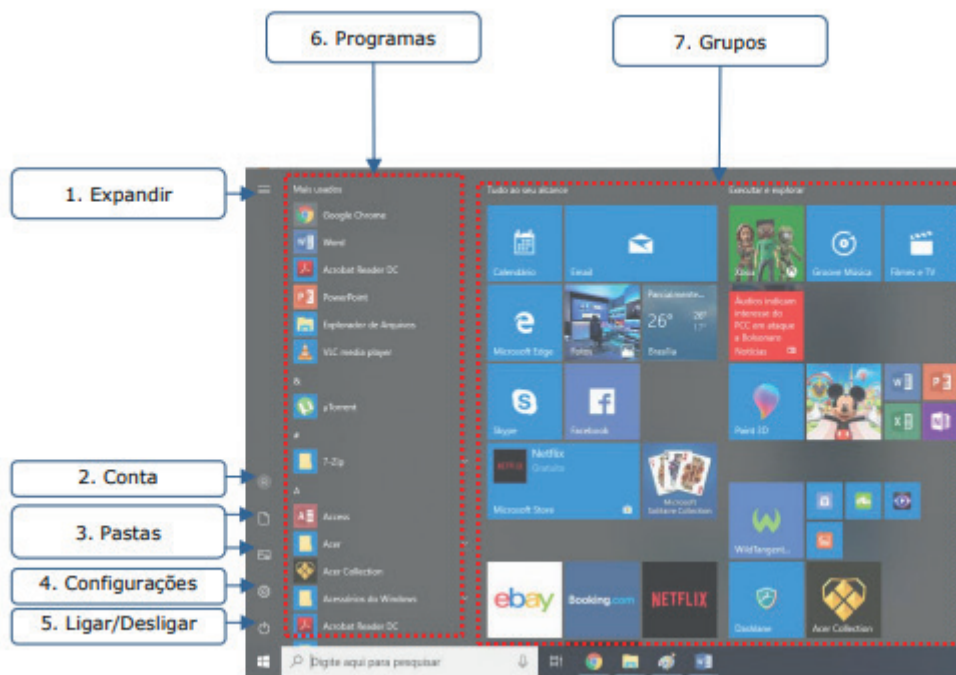 6. Programas
7. Grupos
1. Expandir
2. Conta
3. Pastas
4. Configurações
5. Ligar/Desligar
Mais usados
Google Chrome
Word
Acrobat Reader DC
PowerPoint
Explorador de Arquivos
VLC media player
&
µTorrent
#
7-Zip
A
Access
Acer
Acer Collection
Acessórios do Windows
Acrobat Reader DC
Digite aqui para pesquisar
Tudo ao seu alcance
Calendário
Email
Microsoft Edge
Fotos
Parcialmente...
26° 28°
17°
Brasília
Skype
Facebook
NETFLIX
Netflix
Gratuito
Microsoft Store
Microsoft
Solitaire Collection
ebay
Booking.com
NETFLIX
Executar e explorar
Xbox
Groove Música
Filmes e TV
Áudios indicam
interesse do
PCC em ataque
a Bolsonaro
Notícias
Paint 3D
WildTangent...
Acer Collection